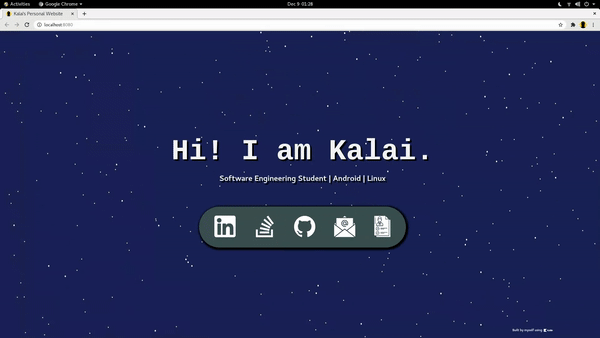 Activities
Google Chrome
Dec 9 01:28
Kalai's Personal Website
localhost:8080
Hi! I am Kalai.
Software Engineering Student | Android | Linux
in
@
Built by myself using